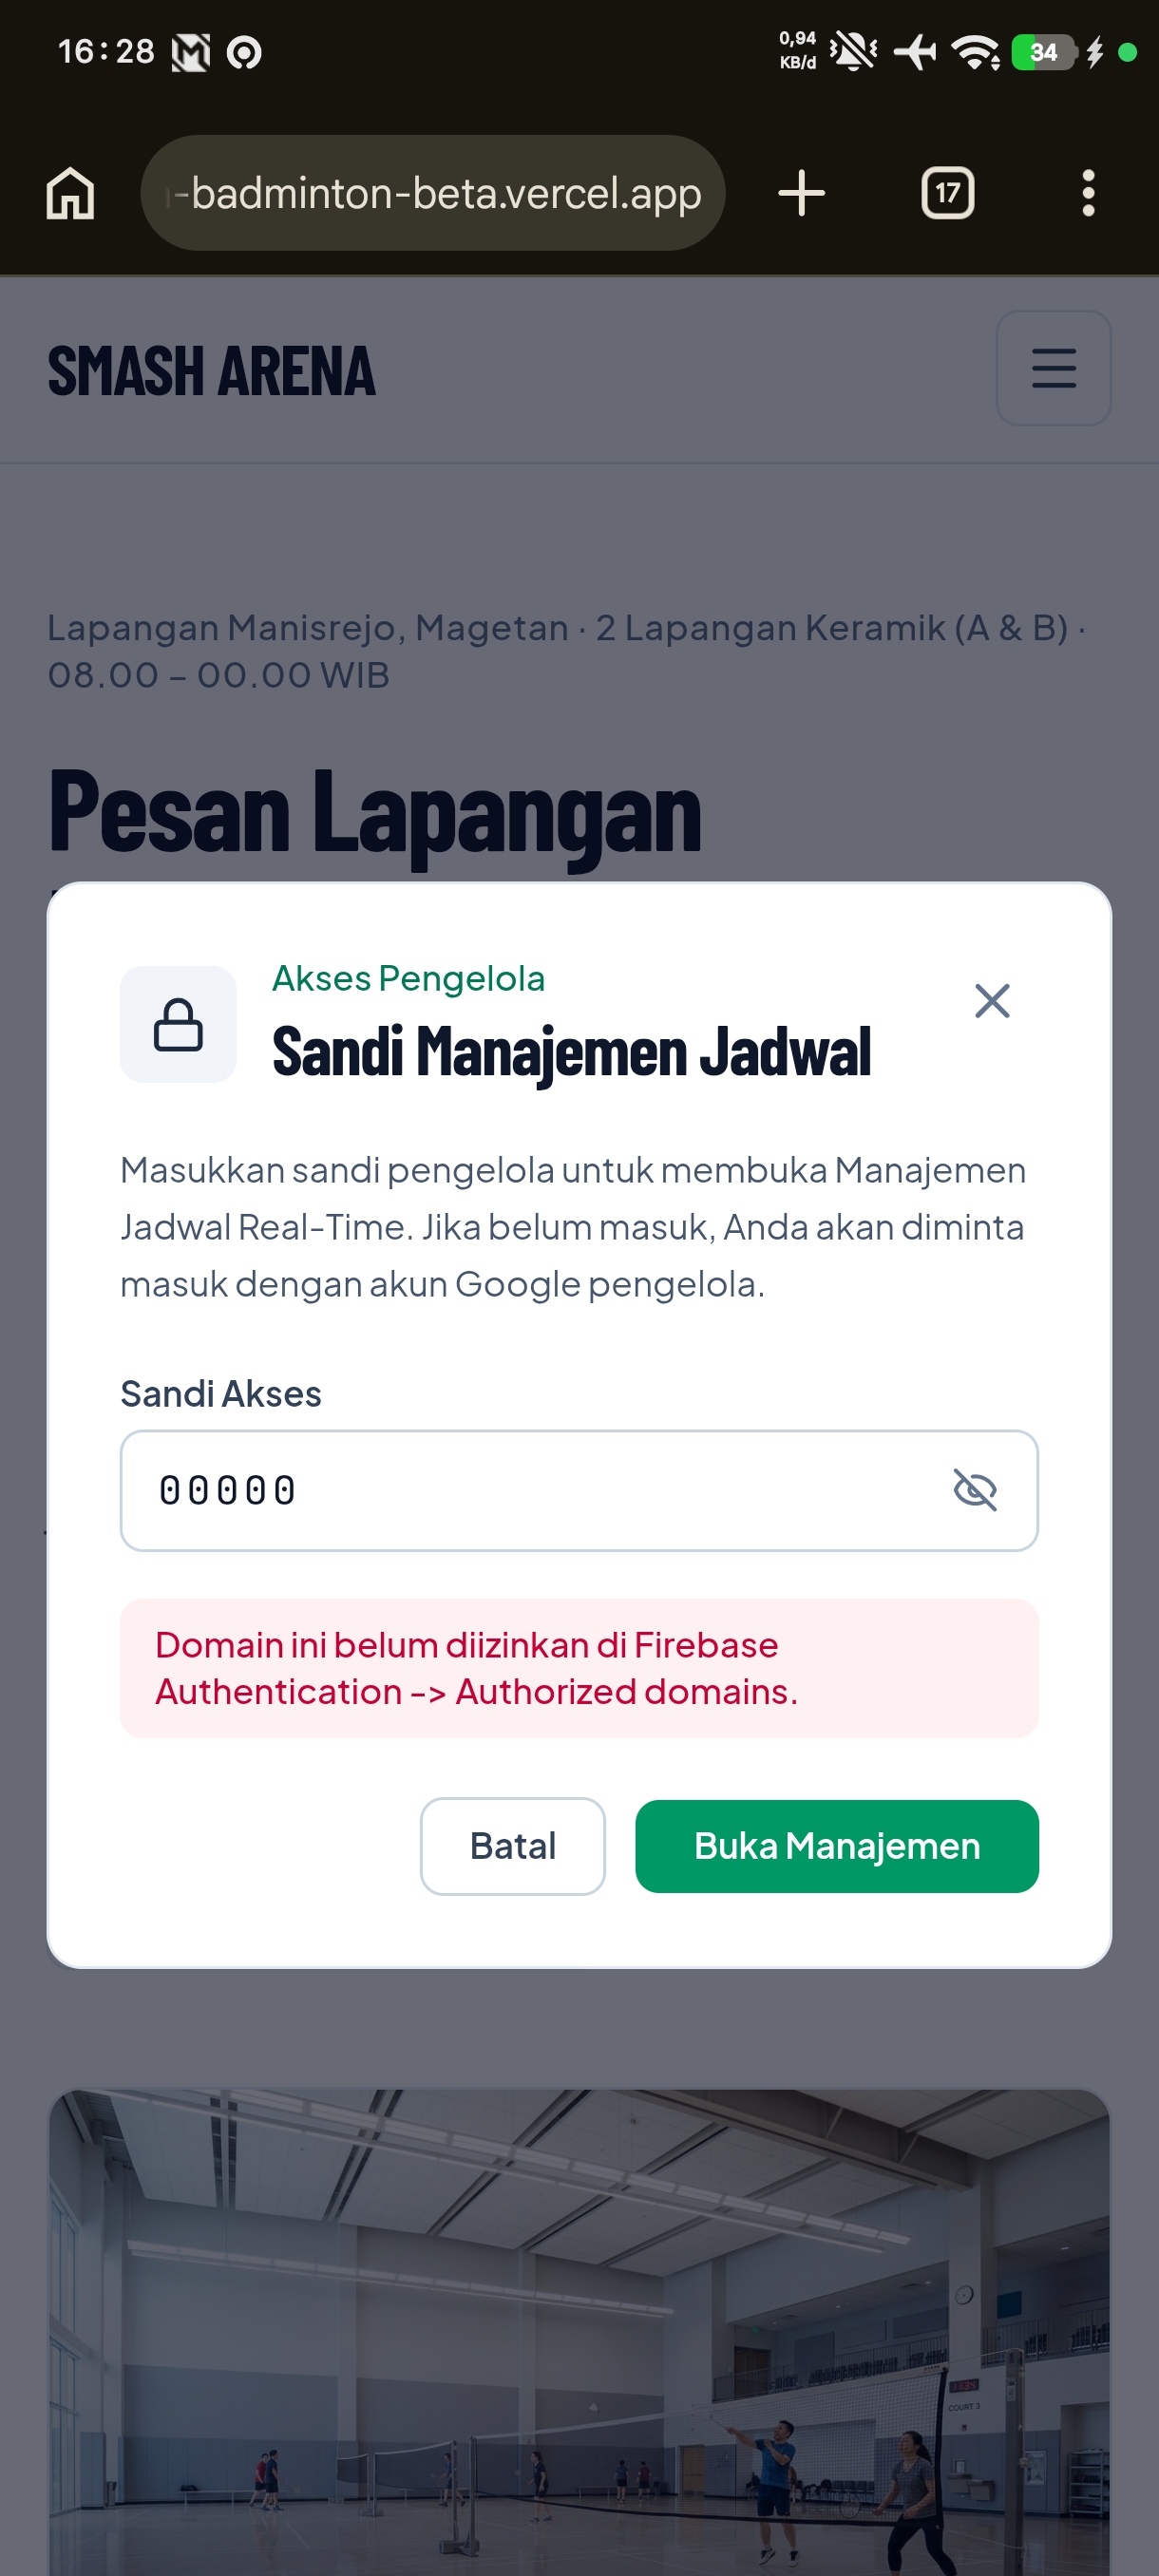 16:28
0,94
KB/d
34
-badminton-beta.vercel.app
17
SMASH ARENA
Lapangan Manisrejo, Magetan · 2 Lapangan Keramik (A & B) ·
08.00 – 00.00 WIB
Pesan Lapangan
Akses Pengelola
Sandi Manajemen Jadwal
Masukkan sandi pengelola untuk membuka Manajemen
Jadwal Real-Time. Jika belum masuk, Anda akan diminta
masuk dengan akun Google pengelola.
Sandi Akses
00000
Domain ini belum diizinkan di Firebase
Authentication -> Authorized domains.
Batal
Buka Manajemen
COURT 3